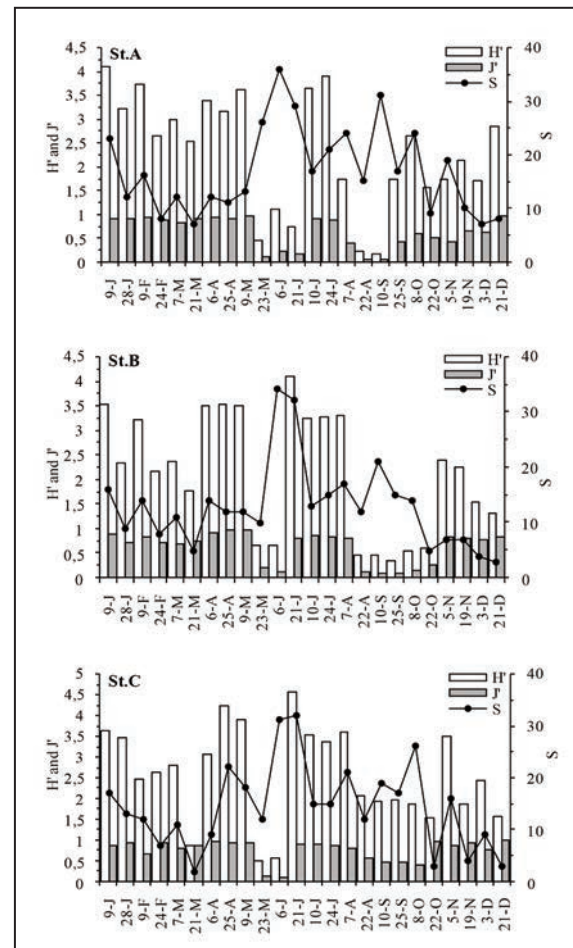 St.A
H'
J'
S
4,5
4
3,5
3
2,5
2
1,5
1
0,5
0
H' and J'
40
30
20
10
0
S
9-J 28-J 9-F 24-F 7-M 21-M 6-A 25-A 9-M 23-M 6-J 21-J 10-J 24-J 7-A 22-A 10-S 25-S 8-O 22-O 5-N 19-N 3-D 21-D
St.B
H'
J'
S
4,5
4
3,5
3
2,5
2
1,5
1
0,5
0
H' and J'
40
30
20
10
0
S
9-J 28-J 9-F 24-F 7-M 21-M 6-A 25-A 9-M 23-M 6-J 21-J 10-J 24-J 7-A 22-A 10-S 25-S 8-O 22-O 5-N 19-N 3-D 21-D
St.C
H'
J'
S
5
4,5
4
3,5
3
2,5
2
1,5
1
0,5
0
H' and J'
40
30
20
10
0
S
9-J 28-J 9-F 24-F 7-M 21-M 6-A 25-A 9-M 23-M 6-J 21-J 10-J 24-J 7-A 22-A 10-S 25-S 8-O 22-O 5-N 19-N 3-D 21-D